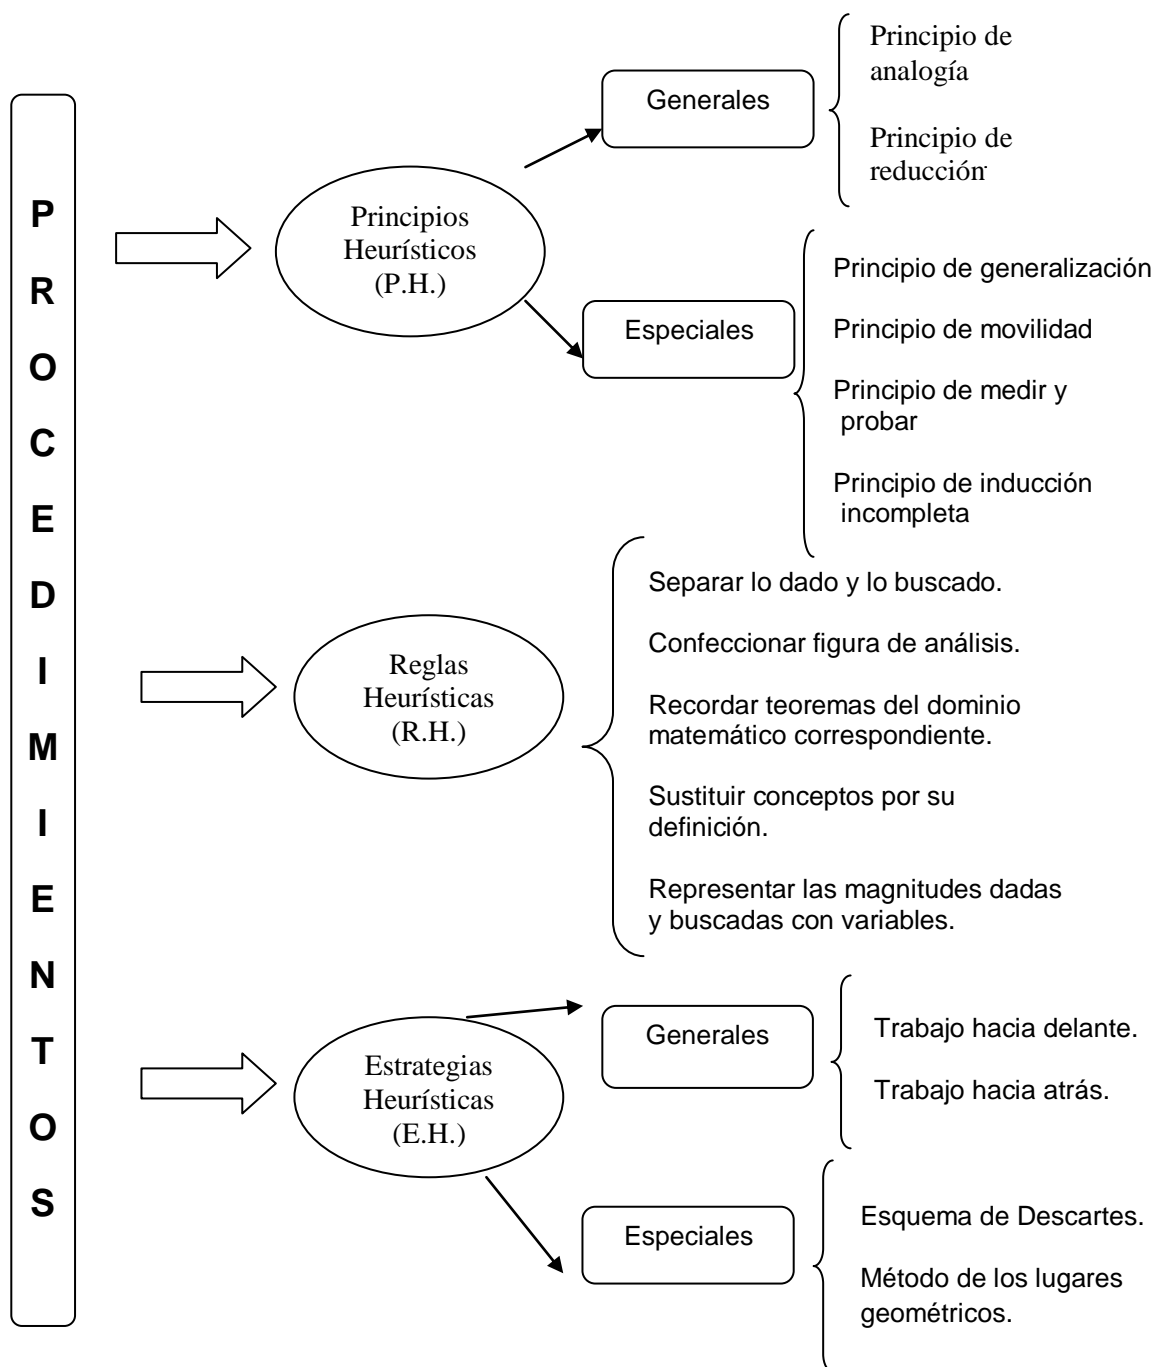 PROCEDIMIENTOS
Principios
Heurísticos
(P.H.)
Generales
Principio de
analogía
Principio de
reducción
Especiales
Principio de generalización
Principio de movilidad
Principio de medir y
probar
Principio de inducción
incompleta
Reglas
Heurísticas
(R.H.)
Separar lo dado y lo buscado.
Confeccionar figura de análisis.
Recordar teoremas del dominio
matemático correspondiente.
Sustituir conceptos por su
definición.
Representar las magnitudes dadas
y buscadas con variables.
Estrategias
Heurísticas
(E.H.)
Generales
Trabajo hacia delante.
Trabajo hacia atrás.
Especiales
Esquema de Descartes.
Método de los lugares
geométricos.